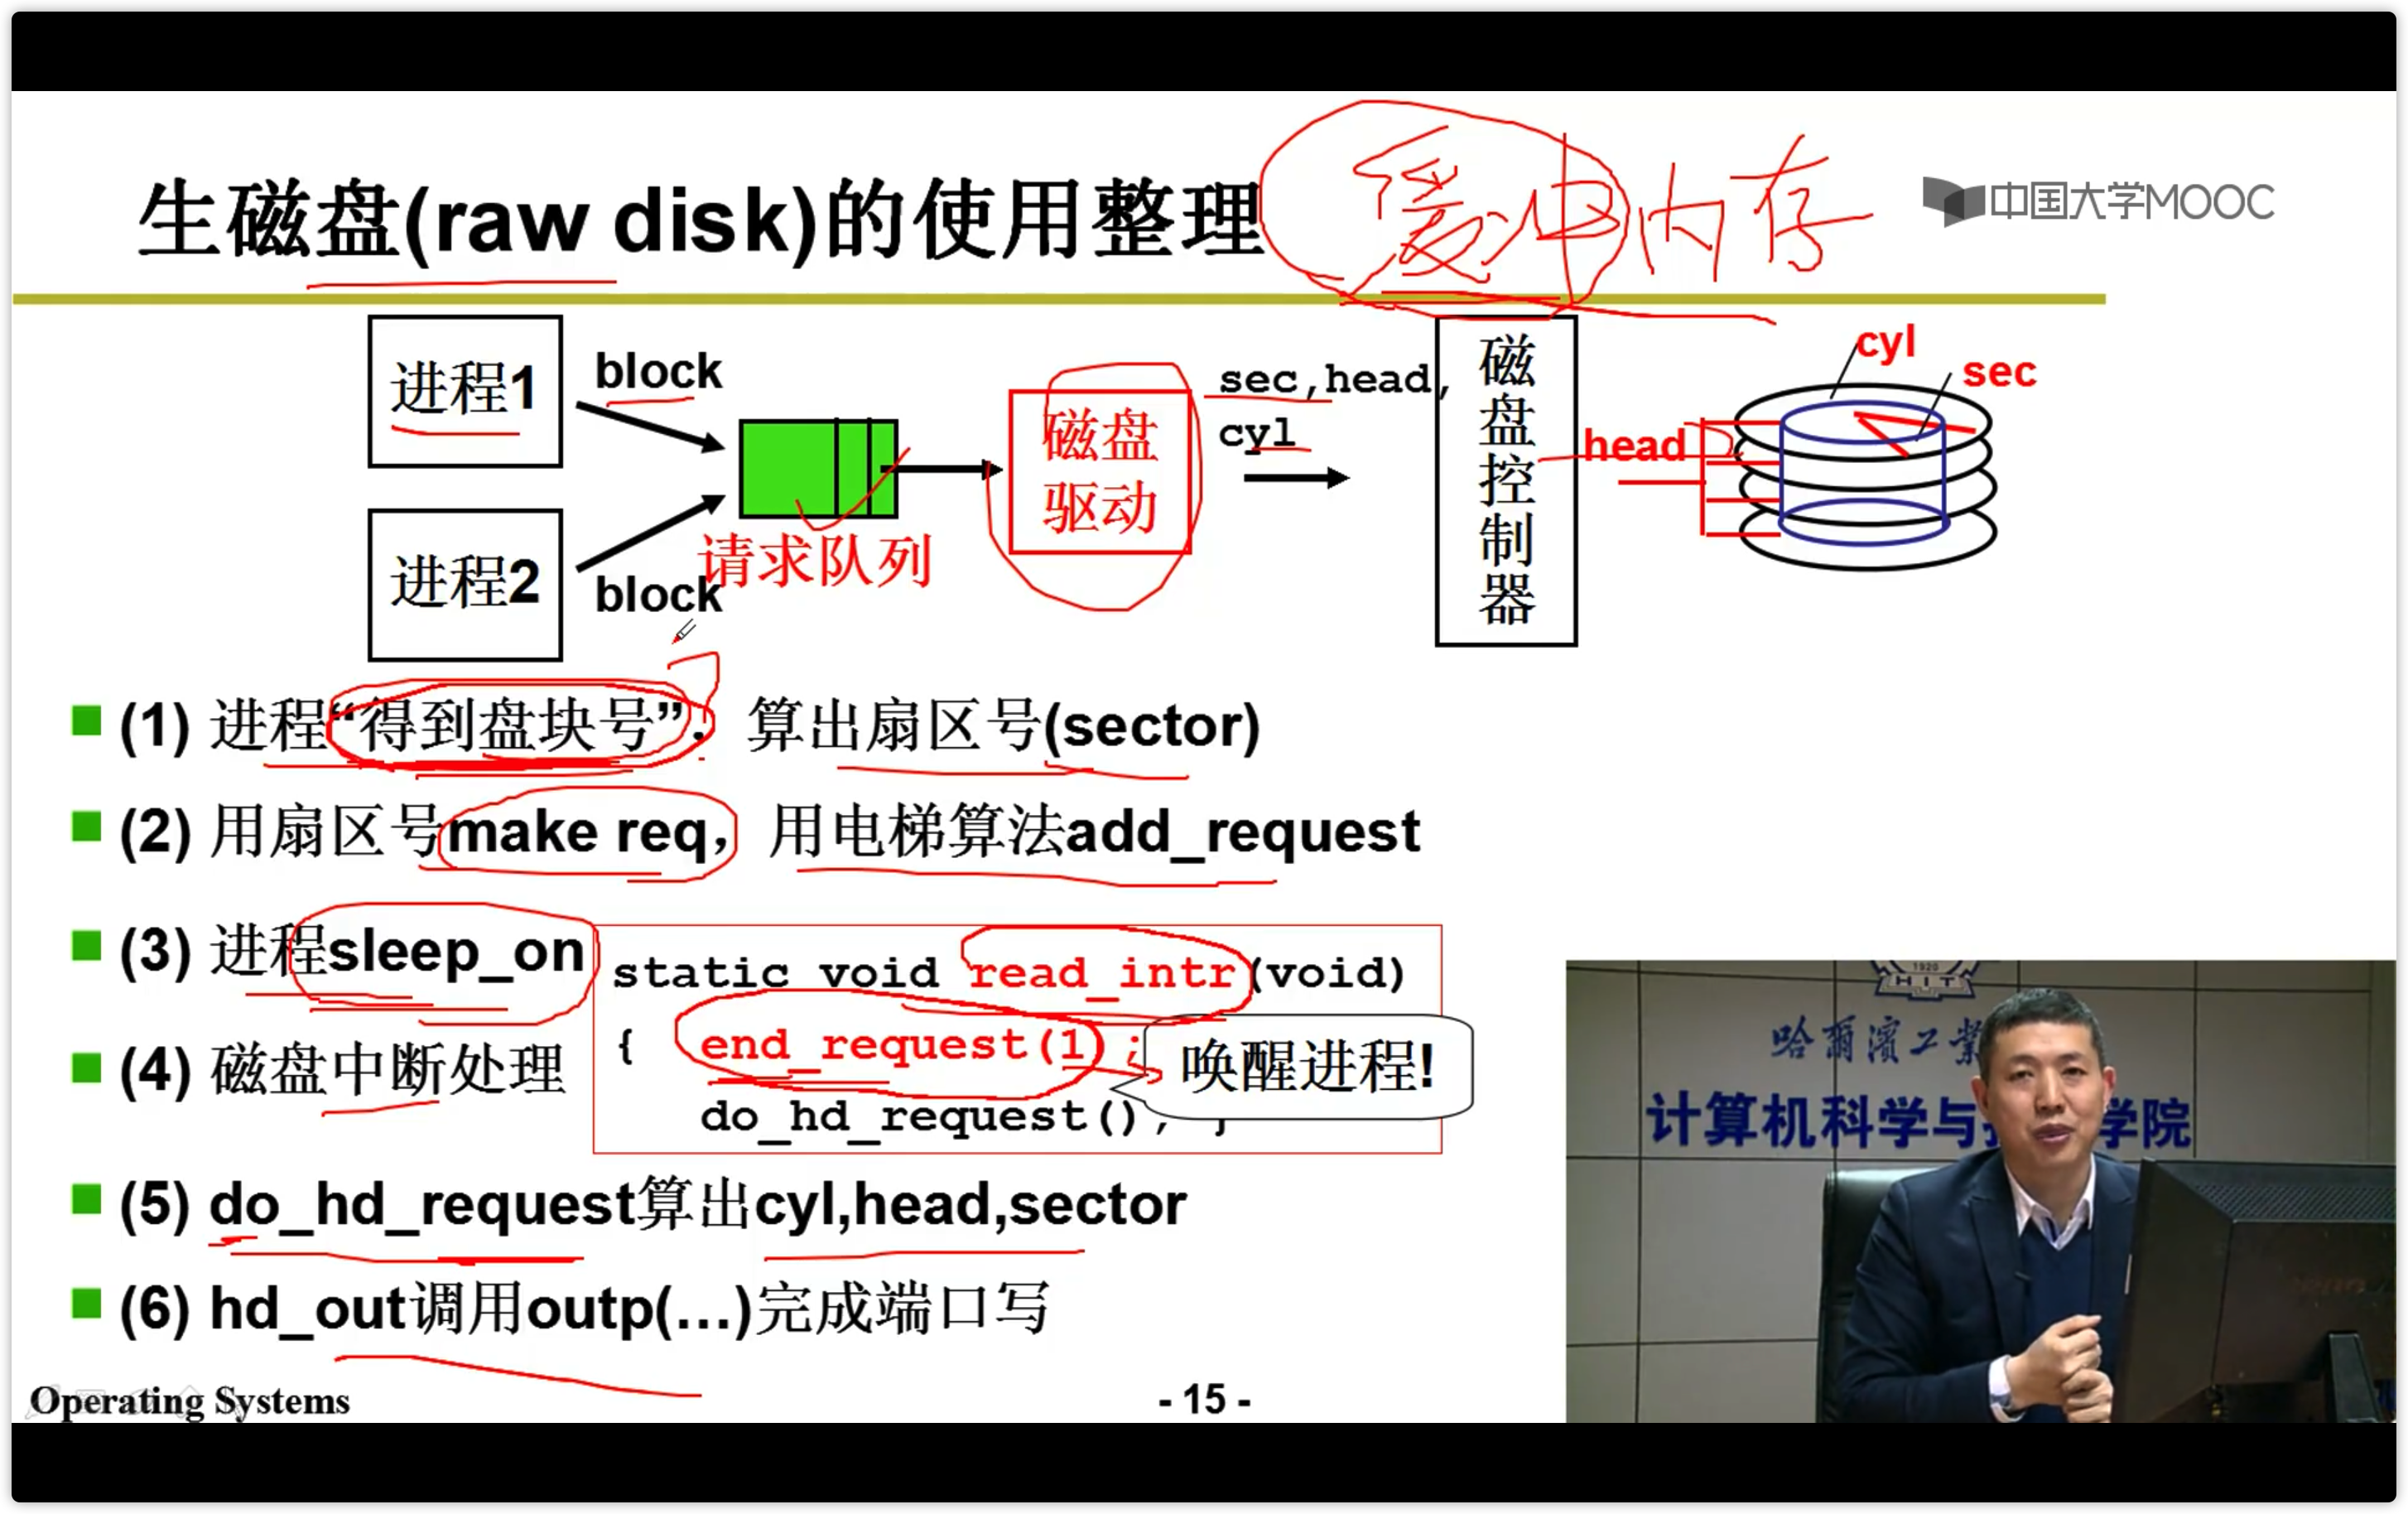 生磁盘(raw disk)的使用整理
缓冲内存
中国大学MOOC
进程1
block
进程2
block
请求队列
磁盘
驱动
sec,head,
cyl
磁盘控制器
head
cyl
sec
(1) 进程“得到盘块号”，算出扇区号(sector)
(2) 用扇区号make req，用电梯算法add_request
(3) 进程sleep_on
(4) 磁盘中断处理
static void read_intr(void)
{ end_request(1);
do_hd_request(); }
唤醒进程!
(5) do_hd_request算出cyl,head,sector
(6) hd_out调用outp(…)完成端口写
Operating Systems
- 15 -
1920
HIT
哈爾濱工業
计算机科学与
学院